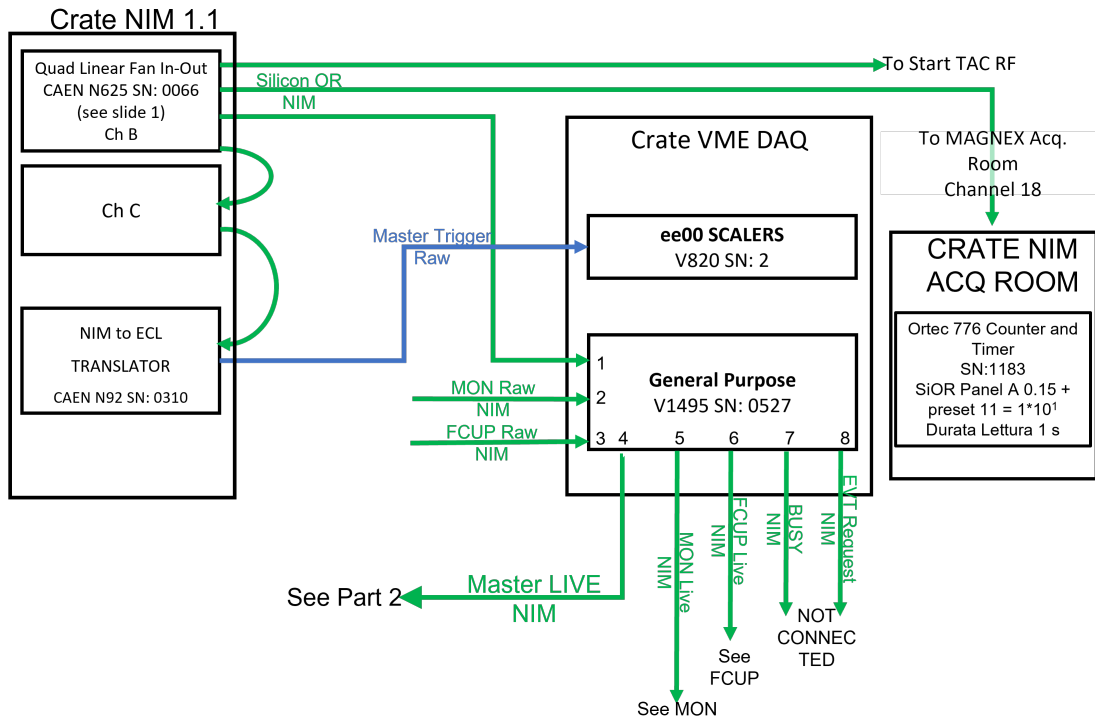 Crate NIM 1.1
Quad Linear Fan In-Out
CAEN N625 SN: 0066
(see slide 1)
Ch B
Ch C
NIM to ECL
TRANSLATOR
CAEN N92 SN: 0310
Silicon OR
NIM
To Start TAC RF
To MAGNEX Acq.
Room
Channel 18
Master Trigger
Raw
Crate VME DAQ
ee00 SCALERS
V820 SN: 2
General Purpose
V1495 SN: 0527
1
2
3 4 5 6 7 8
MON Raw
NIM
FCUP Raw
NIM
CRATE NIM
ACQ ROOM
Ortec 776 Counter and
Timer
SN:1183
SiOR Panel A 0.15 +
preset 11 = 1*10¹
Durata Lettura 1 s
Master LIVE
NIM
See Part 2
MON Live
NIM
See MON
FCUP Live
NIM
See
FCUP
BUSY
NIM
EVT Request
NIM
NOT
CONNEC
TED